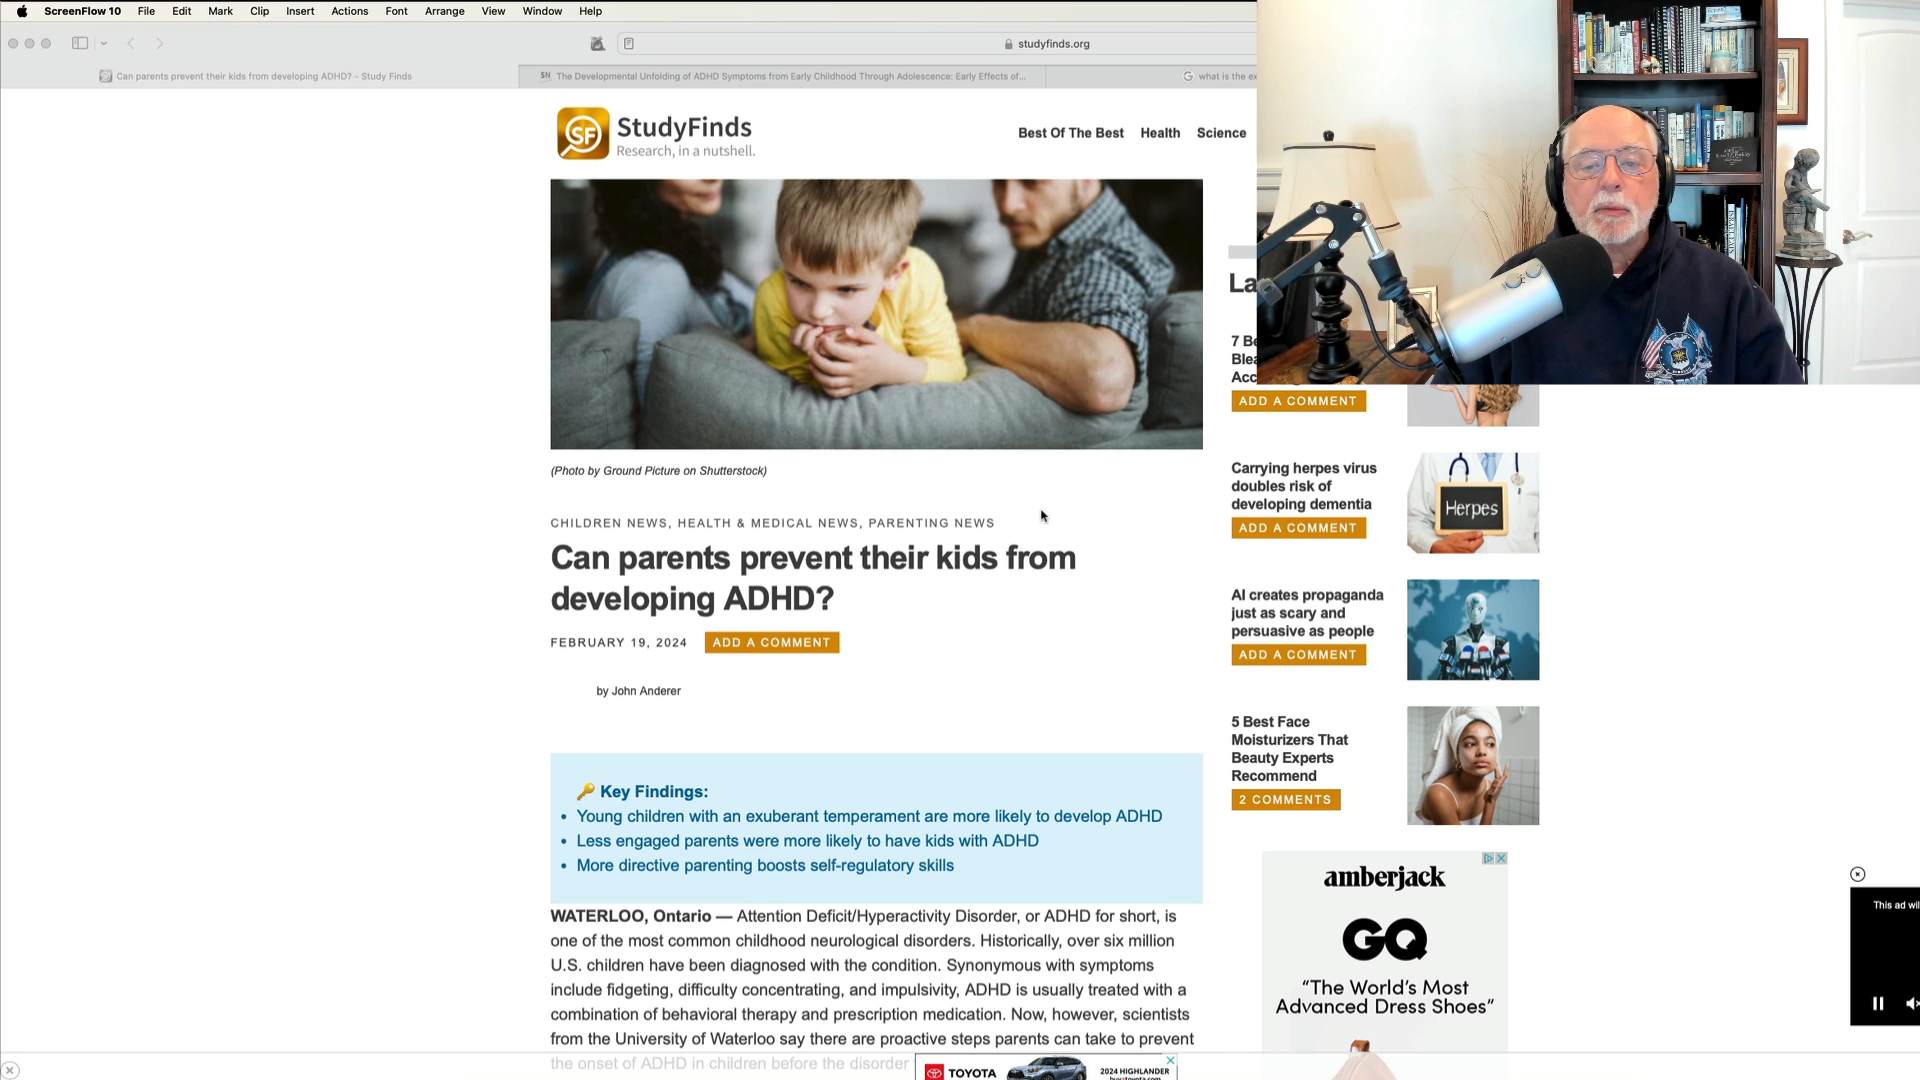 ScreenFlow 10 File Edit Mark Clip Insert Actions Font Arrange View Window Help
studyfinds.org
Can parents prevent their kids from developing ADHD? - Study Finds
SN The Developmental Unfolding of ADHD Symptoms from Early Childhood Through Adolescence: Early Effects of...
G what is the ex
SF
StudyFinds
Research, in a nutshell.
Best Of The Best Health Science
(Photo by Ground Picture on Shutterstock)
CHILDREN NEWS, HEALTH & MEDICAL NEWS, PARENTING NEWS
Can parents prevent their kids from
developing ADHD?
FEBRUARY 19, 2024 ADD A COMMENT
by John Anderer
🔑 Key Findings:
• Young children with an exuberant temperament are more likely to develop ADHD
• Less engaged parents were more likely to have kids with ADHD
• More directive parenting boosts self-regulatory skills
WATERLOO, Ontario — Attention Deficit/Hyperactivity Disorder, or ADHD for short, is
one of the most common childhood neurological disorders. Historically, over six million
U.S. children have been diagnosed with the condition. Synonymous with symptoms
include fidgeting, difficulty concentrating, and impulsivity, ADHD is usually treated with a
combination of behavioral therapy and prescription medication. Now, however, scientists
from the University of Waterloo say there are proactive steps parents can take to prevent
the onset of ADHD in children before the disorder
La
7 Be
Blea
Acc
ADD A COMMENT
Carrying herpes virus
doubles risk of
developing dementia
ADD A COMMENT
Herpes
AI creates propaganda
just as scary and
persuasive as people
ADD A COMMENT
5 Best Face
Moisturizers That
Beauty Experts
Recommend
2 COMMENTS
amberjack
GQ
“The World’s Most
Advanced Dress Shoes”
This ad wil
TOYOTA
2024 HIGHLANDER